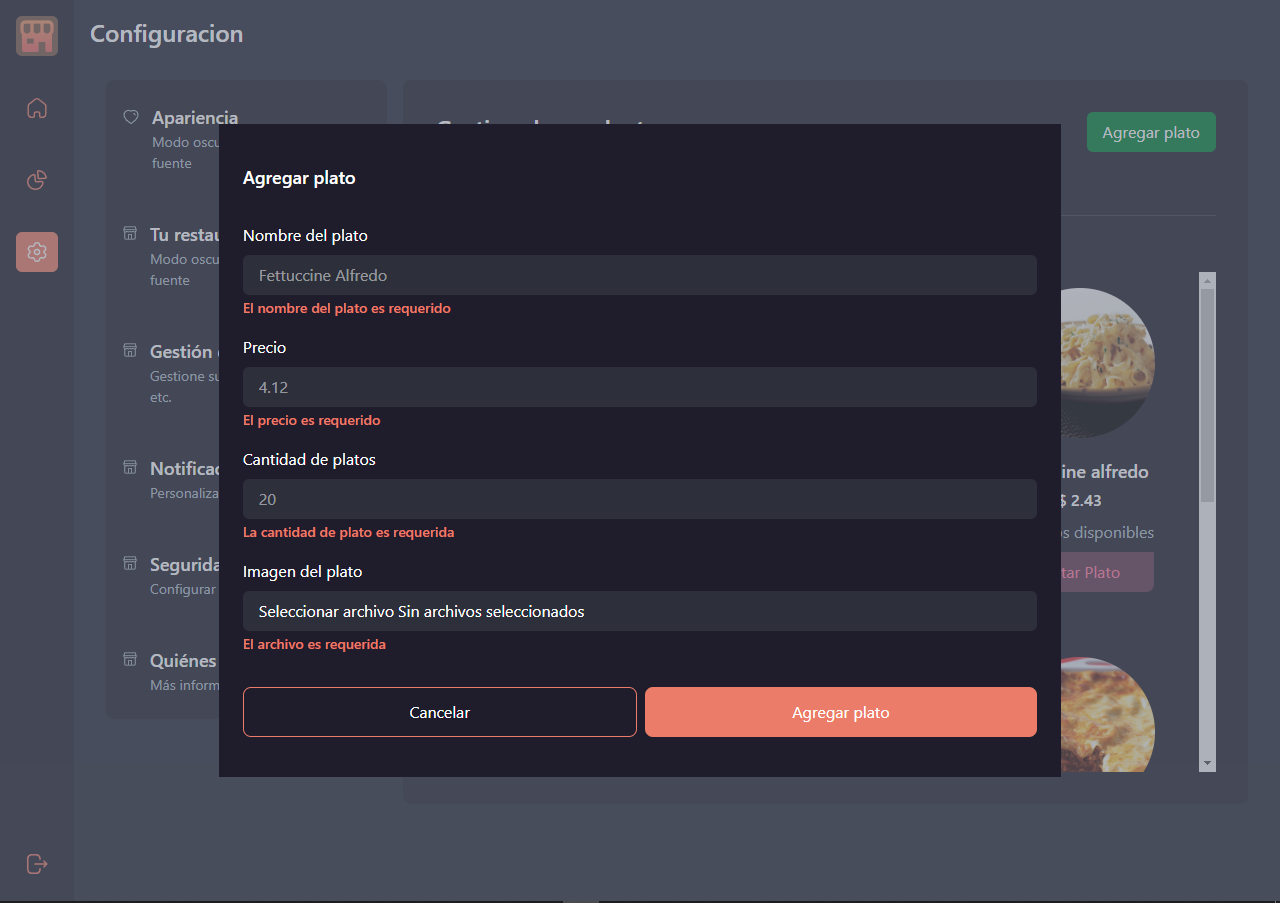 Configuracion
Apariencia
Modo oscu
fuente
Tu restau
Modo oscu
fuente
Gestión
Gestione su
etc.
Notificac
Personaliza
Segurida
Configurar
Quiénes
Más inform
Agregar plato
Agregar plato
Nombre del plato
Fettuccine Alfredo
El nombre del plato es requerido
Precio
4.12
El precio es requerido
Cantidad de platos
20
La cantidad de plato es requerida
Imagen del plato
Seleccionar archivo Sin archivos seleccionados
El archivo es requerida
Cancelar
Agregar plato
ine alfredo
$ 2.43
os disponibles
tar Plato